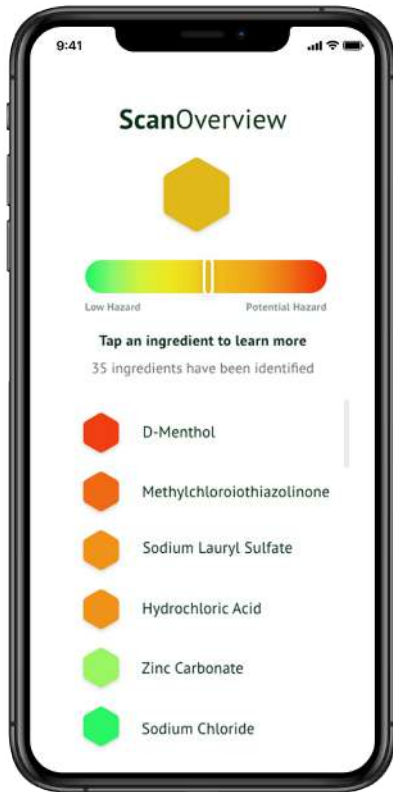 9:41
ScanOverview
Low Hazard
Potential Hazard
Tap an ingredient to learn more
35 ingredients have been identified
D-Menthol
Methylchloroiothiazolinone
Sodium Lauryl Sulfate
Hydrochloric Acid
Zinc Carbonate
Sodium Chloride